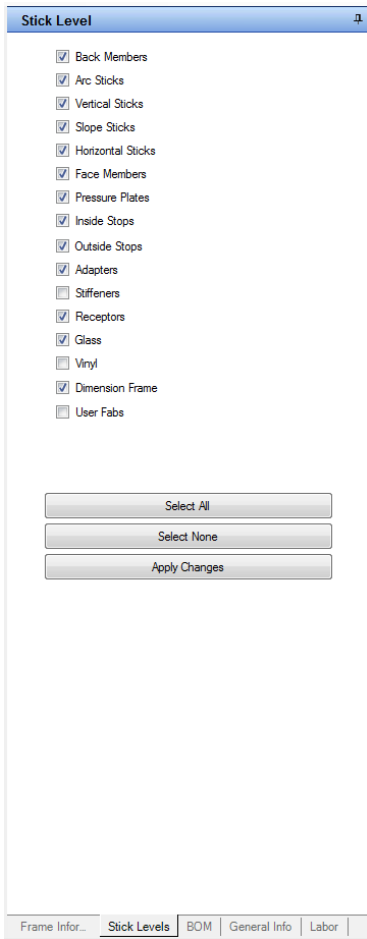 Stick Level
Back Members
Arc Sticks
Vertical Sticks
Slope Sticks
Horizontal Sticks
Face Members
Pressure Plates
Inside Stops
Outside Stops
Adapters
Stiffeners
Receptors
Glass
Vinyl
Dimension Frame
User Fabs
Select All
Select None
Apply Changes
Frame Infor... Stick Levels BOM General Info Labor